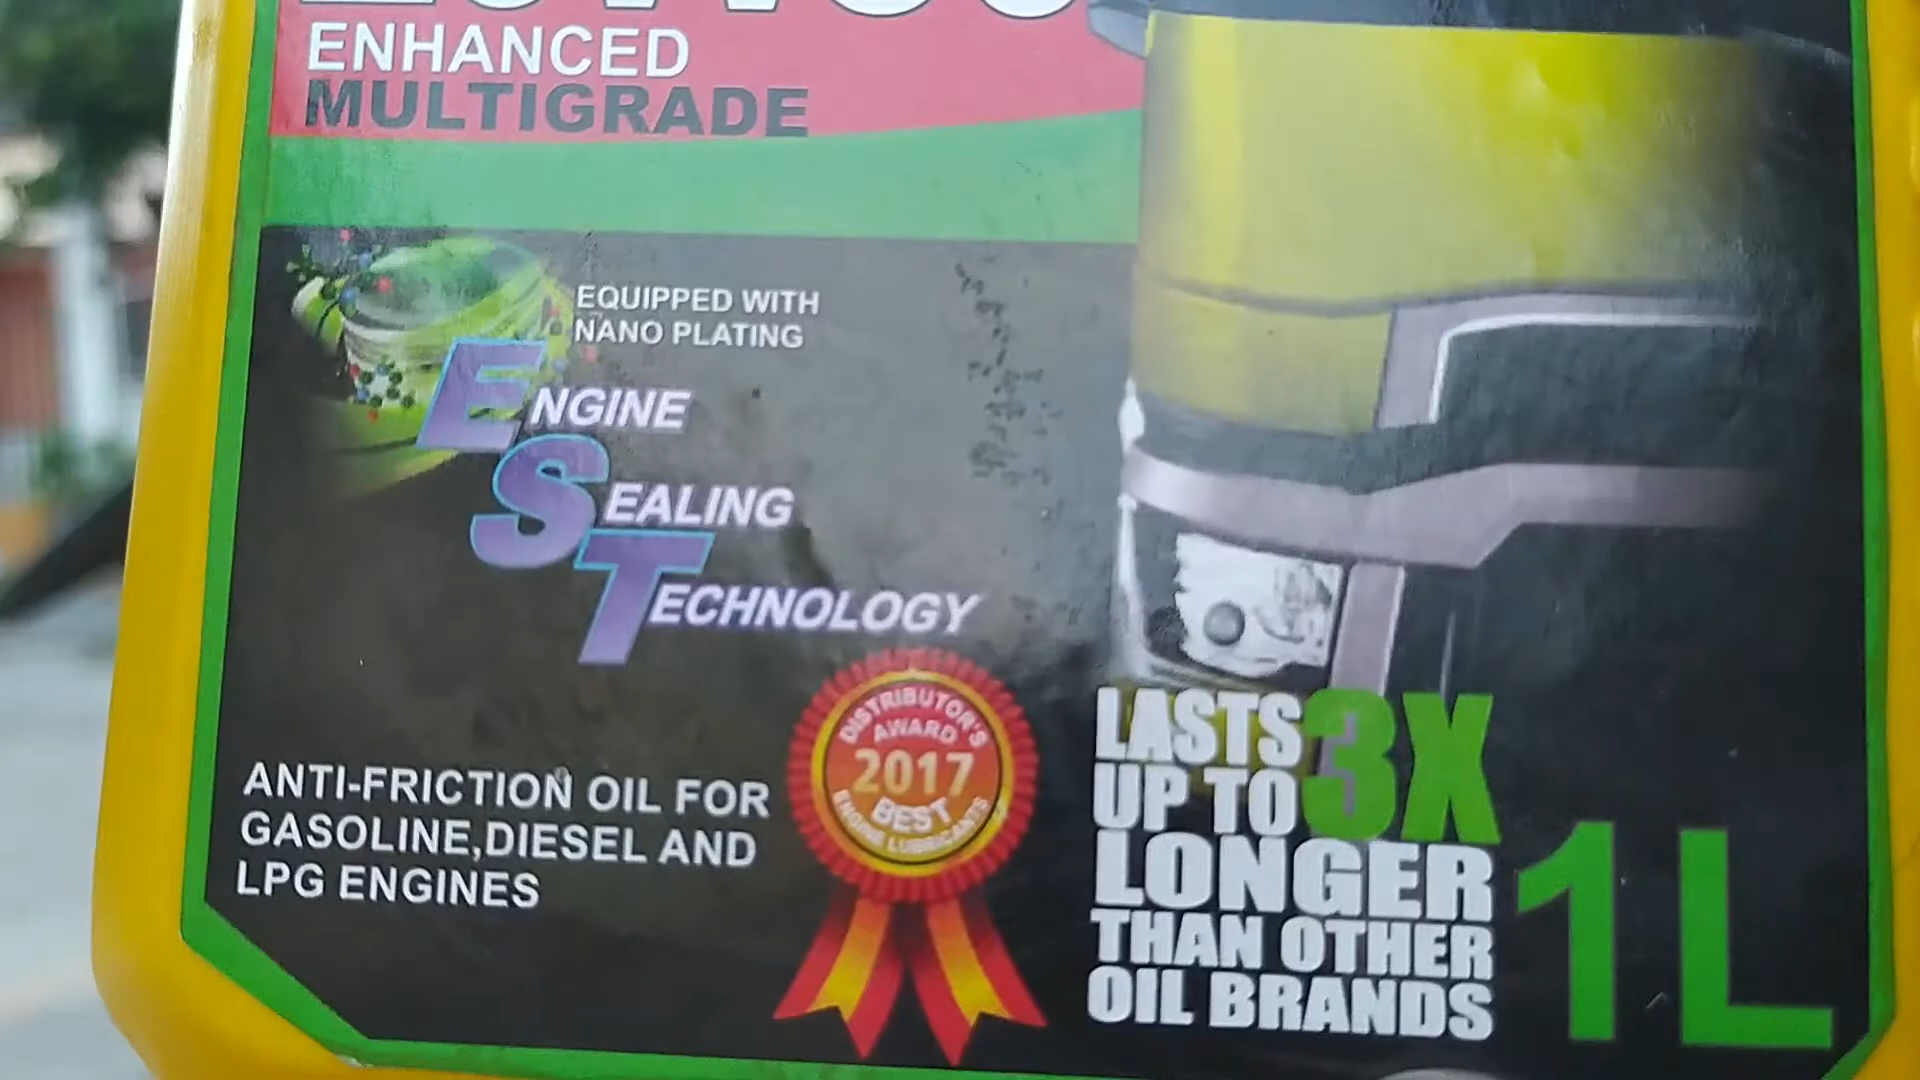 ENHANCED
MULTIGRADE
EQUIPPED WITH
NANO PLATING
ENGINE
SEALING
TECHNOLOGY
DISTRIBUTOR'S
AWARD
2017
BEST
ENGINE LUBRICANTS
ANTI-FRICTION OIL FOR
GASOLINE,DIESEL AND
LPG ENGINES
LASTS 3X
UP TO
LONGER
THAN OTHER
OIL BRANDS
1L